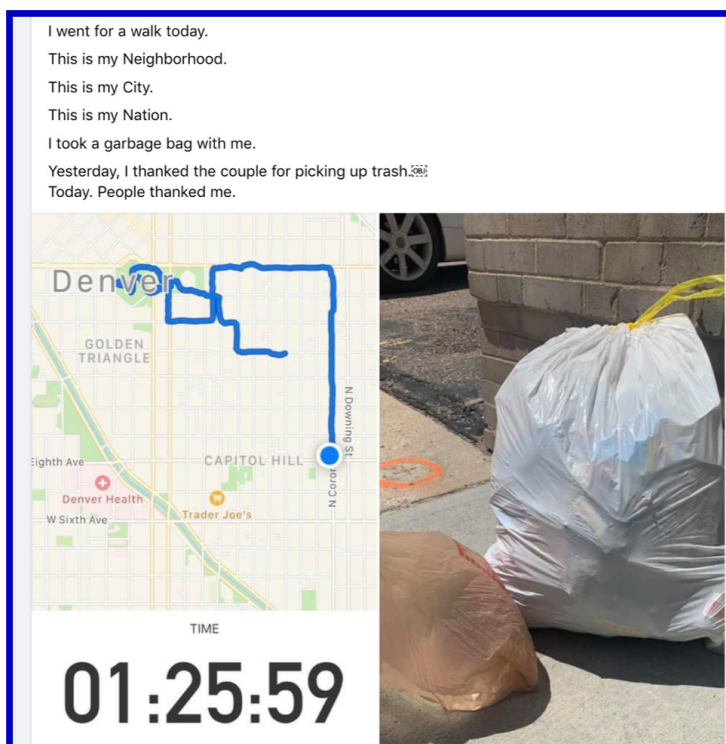 I went for a walk today.
This is my Neighborhood.
This is my City.
This is my Nation.
I took a garbage bag with me.
Yesterday, I thanked the couple for picking up trash.￼
Today. People thanked me.
Denver
GOLDEN
TRIANGLE
N Downing St
Eighth Ave
CAPITOL HILL
N Coron
Denver Health
Trader Joe's
W Sixth Ave
TIME
01:25:59